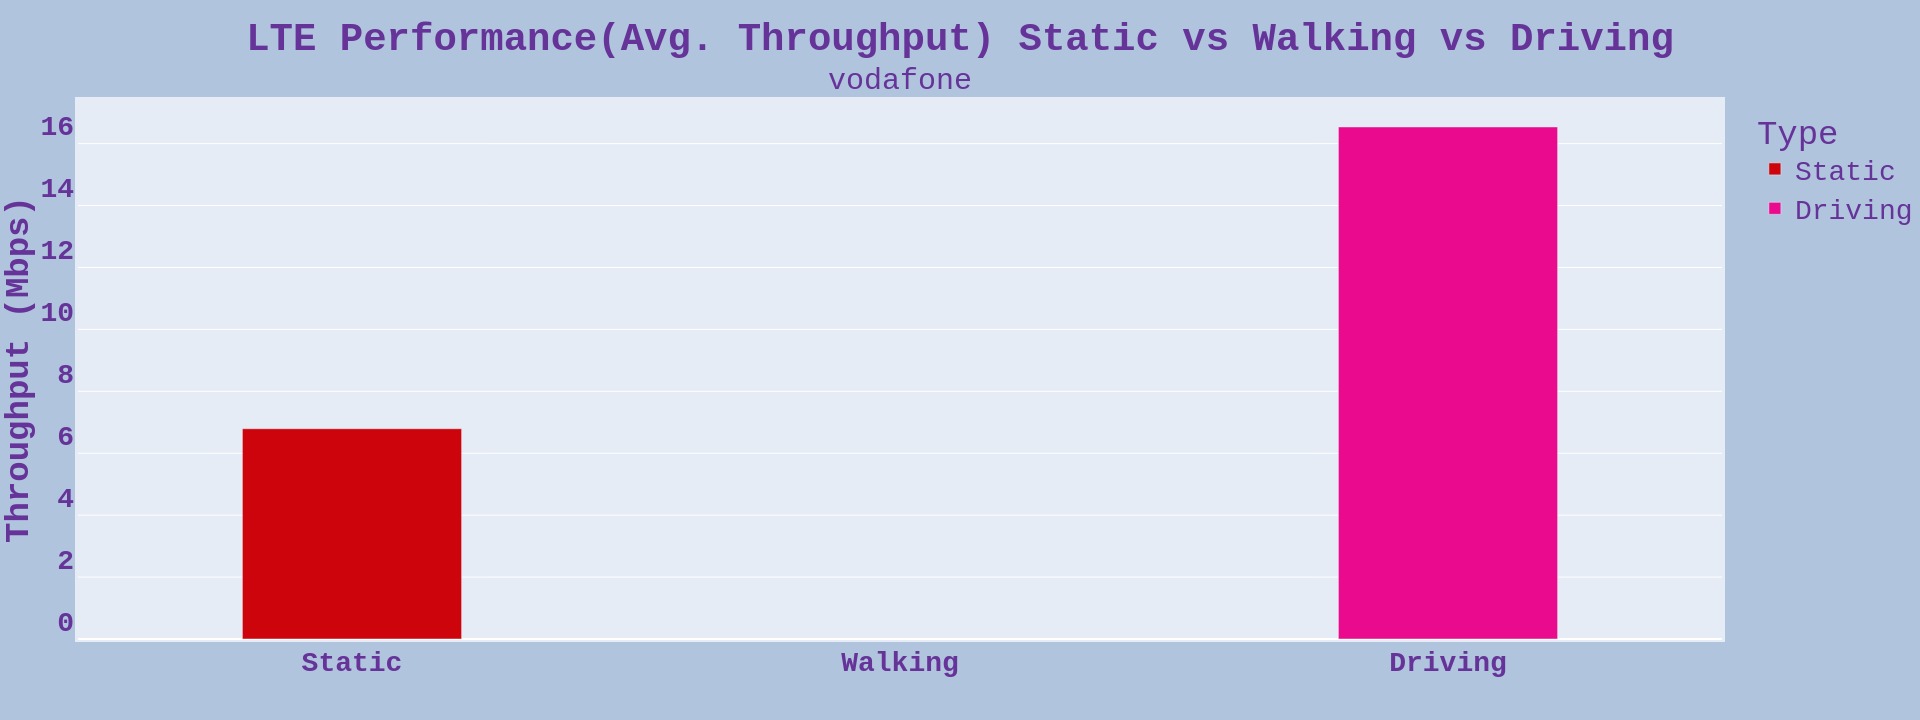 LTE Performance(Avg. Throughput) Static vs Walking vs Driving
vodafone
Throughput (Mbps)
16
14
12
10
8
6
4
2
0
Static
Walking
Driving
Type
Static
Driving